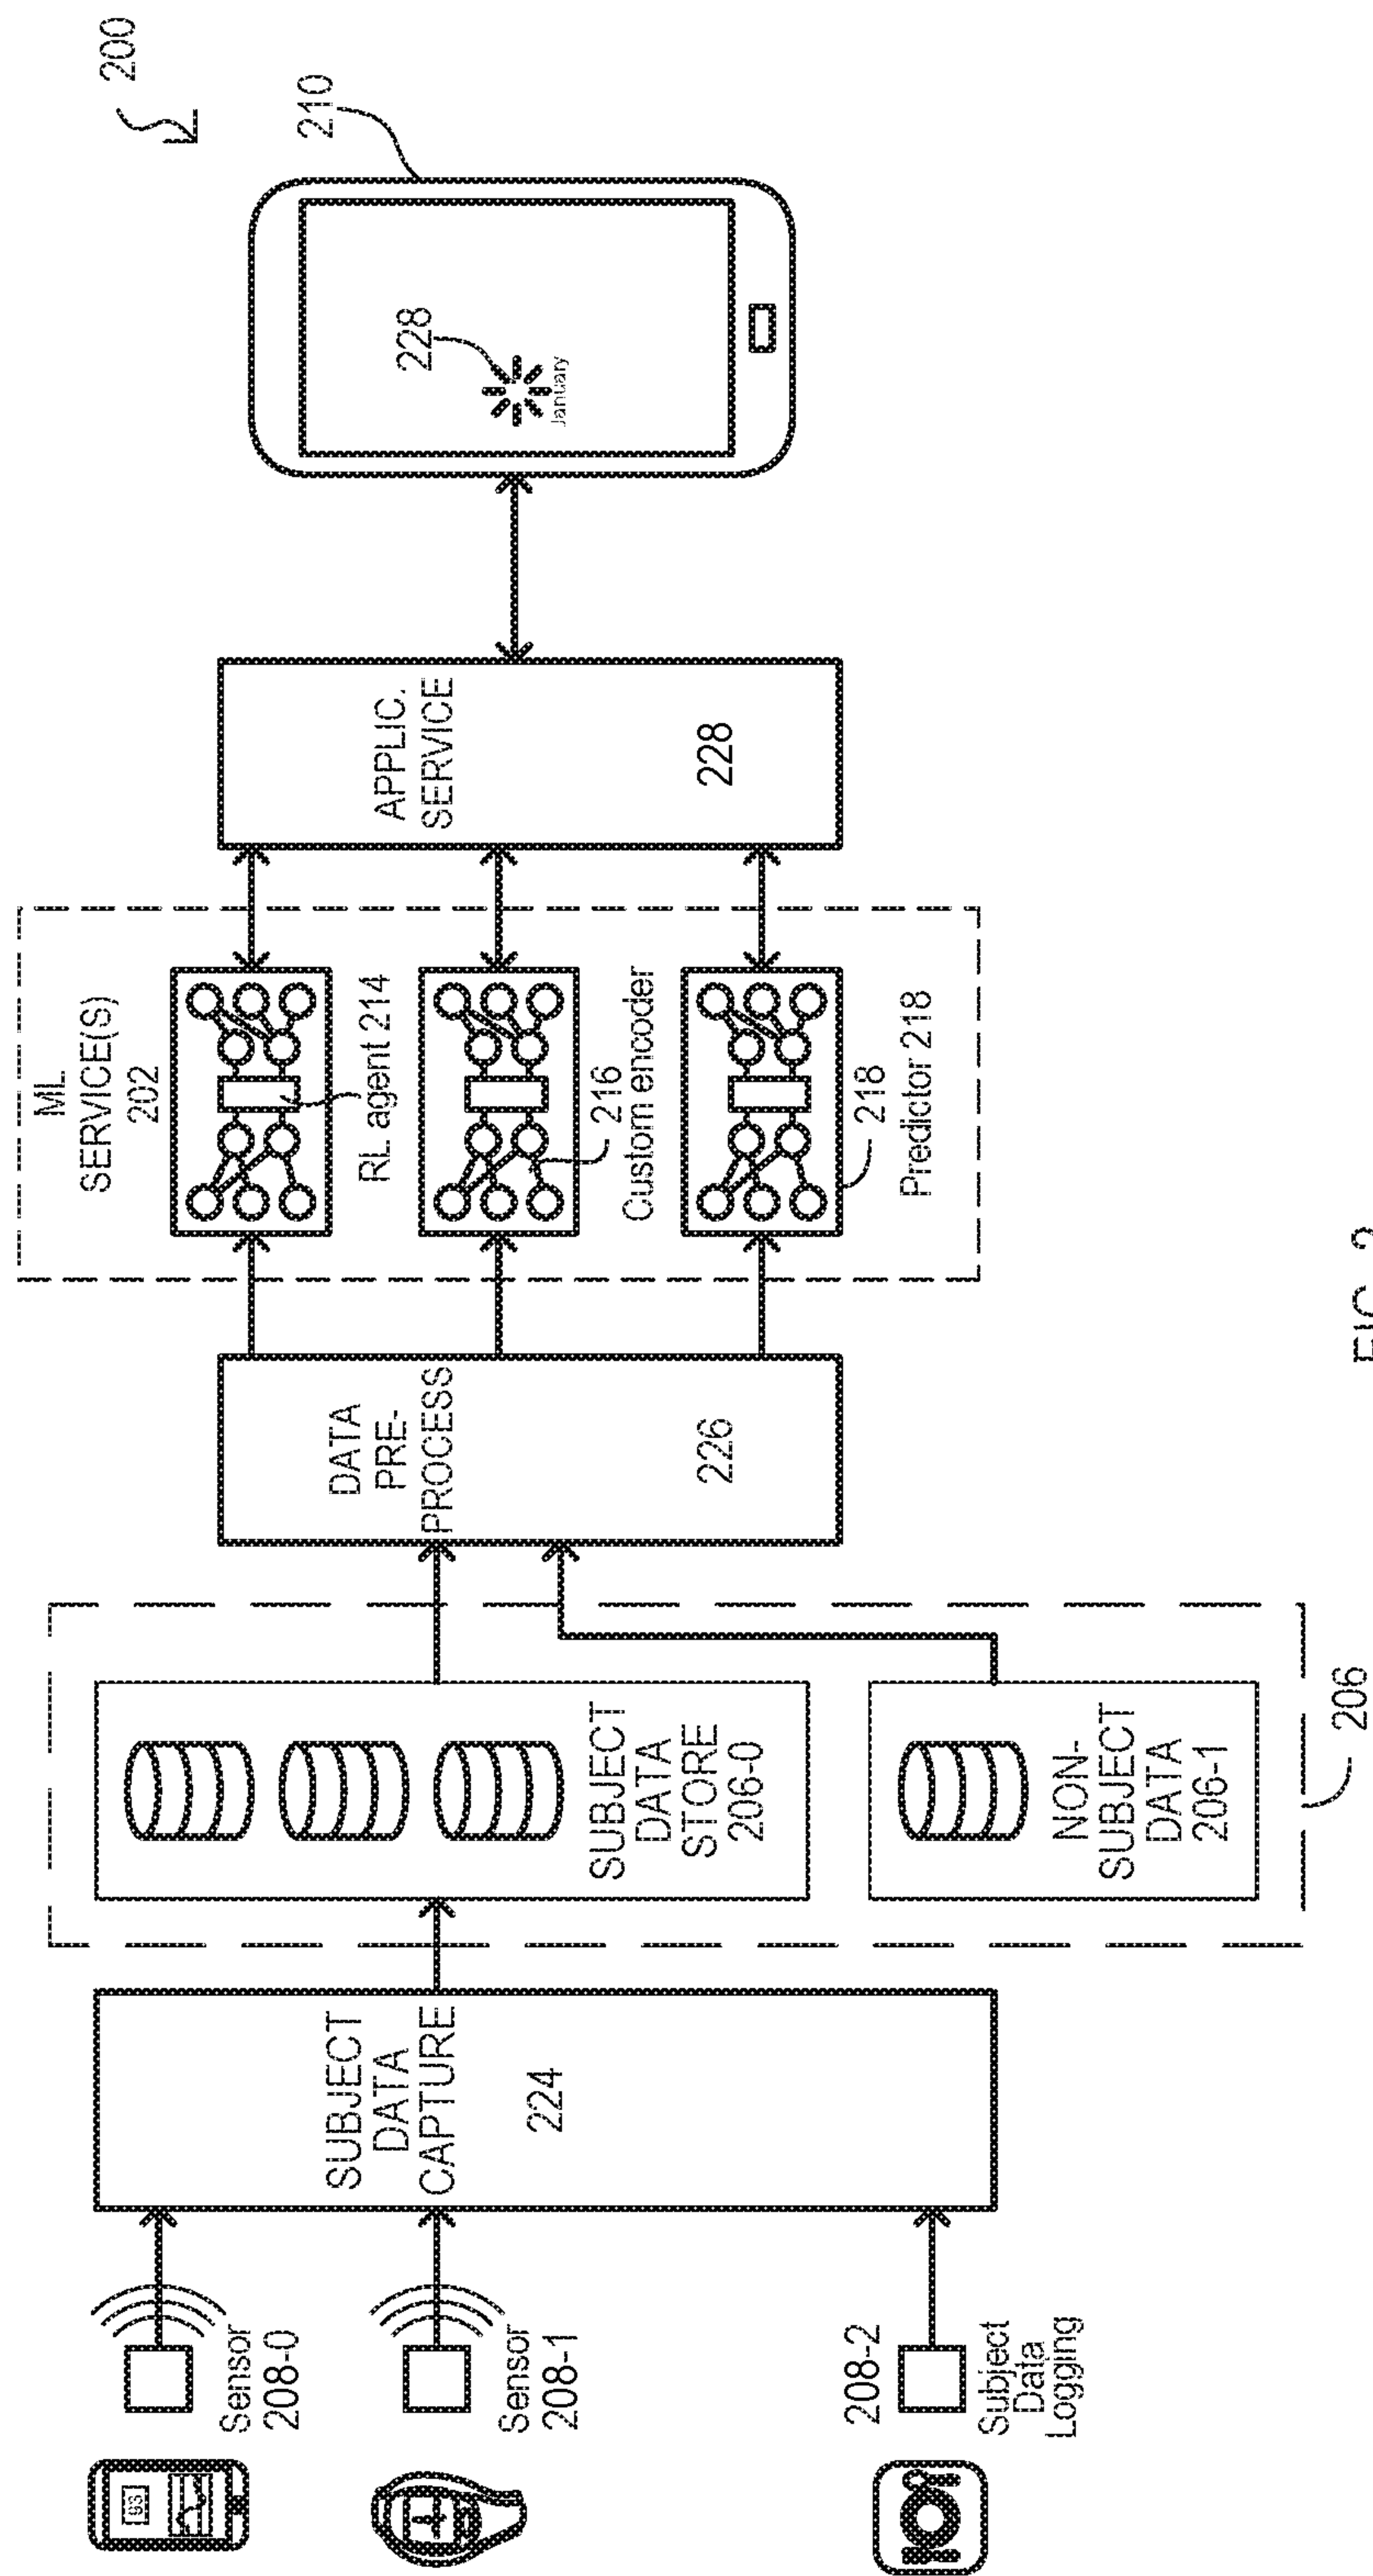 200
210
228
January
APPLIC.
SERVICE
228
ML
SERVICE(S)
202
RL agent 214
216
Custom encoder
218
Predictor 218
DATA
PRE-
PROCESS
226
SUBJECT
DATA
STORE
206-0
NON-
SUBJECT
DATA
206-1
206
SUBJECT
DATA
CAPTURE
224
Sensor
208-0
Sensor
208-1
208-2
Subject
Data
Logging
FIG. 2